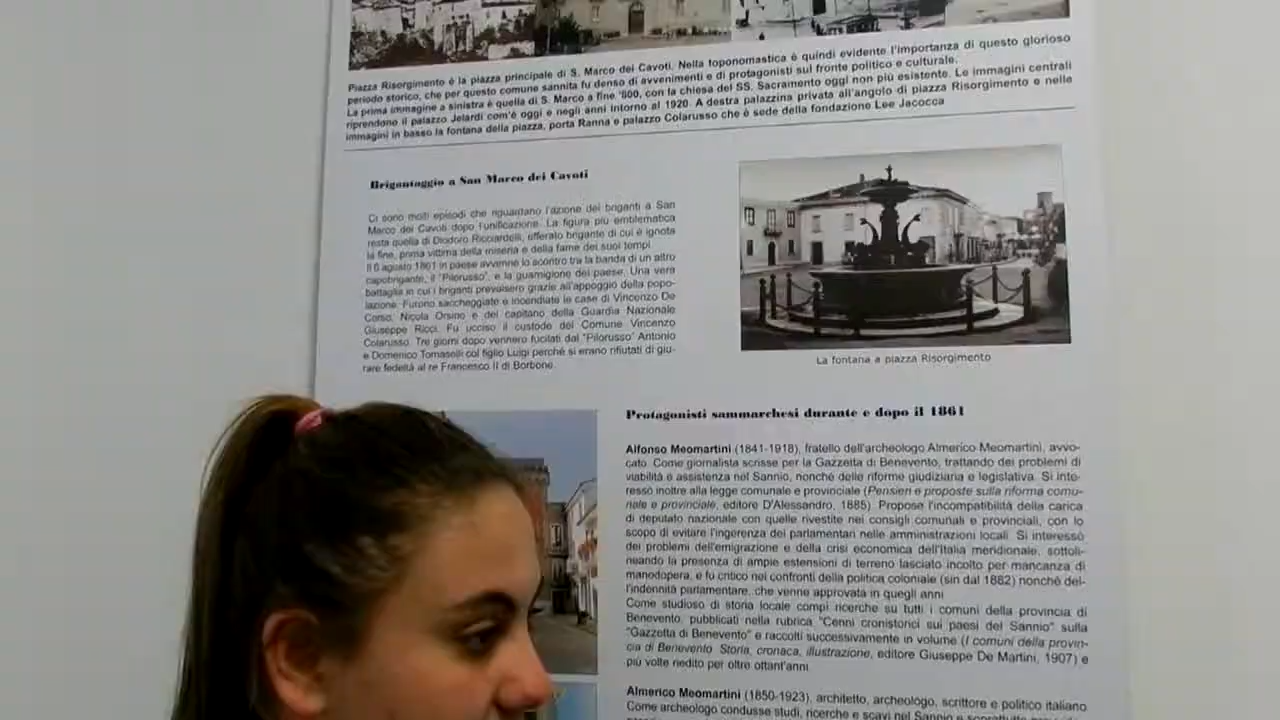 Piazza Risorgimento è la piazza principale di S. Marco dei Cavoti. Nella toponomastica è quindi evidente l'importanza di questo glorioso
periodo storico, che per questo comune sannita fu denso di avvenimenti e di protagonisti sul fronte politico e culturale.
La prima immagine a sinistra è quella di S. Marco a fine '800, con la chiesa del SS. Sacramento oggi non più esistente. Le immagini centrali
riprendono il palazzo Jelardi com'è oggi e negli anni intorno al 1920. A destra palazzina privata all'angolo di piazza Risorgimento e nelle
immagini in basso la fontana della piazza, porta Ranna e palazzo Colarusso che è sede della fondazione Lee Jacocca
Brigantaggio a San Marco dei Cavoti
Ci sono molti episodi che riguardano l'azione dei briganti a San
Marco dei Cavoti dopo l'unificazione. La figura più emblematica
resta quella di Diodoro Ricciardelli, efferato brigante di cui è ignota
la fine, prima vittima della miseria e della fame dei suoi tempi.
Il 6 agosto 1861 in paese avvenne lo scontro tra la banda di un altro
capobrigante, il "Pilorusso", e la guarnigione del paese. Una vera
battaglia in cui i briganti prevalsero grazie all'appoggio della popo-
lazione. Furono saccheggiate e incendiate le case di Vincenzo De
Corso, Nicola Orsino e del capitano della Guardia Nazionale
Giuseppe Ricci. Fu ucciso il custode del Comune Vincenzo
Colarusso. Tre giorni dopo vennero fucilati dal "Pilorusso" Antonio
e Domenico Tomaselli col figlio Luigi perché si erano rifiutati di giu-
rare fedeltà al re Francesco II di Borbone.
La fontana a piazza Risorgimento
Protagonisti sammarchesi durante e dopo il 1861
Alfonso Meomartini (1841-1918), fratello dell'archeologo Almerico Meomartini, avvo-
cato. Come giornalista scrisse per la Gazzetta di Benevento, trattando dei problemi di
viabilità e assistenza nel Sannio, nonché delle riforme giudiziaria e legislativa. Si inte-
ressò inoltre alla legge comunale e provinciale (Pensieri e proposte sulla riforma comu-
nale e provinciale, editore D'Alessandro, 1885). Propose l'incompatibilità della carica
di deputato nazionale con quelle rivestite nei consigli comunali e provinciali, con lo
scopo di evitare l'ingerenza dei parlamentari nelle amministrazioni locali. Si interessò
dei problemi dell'emigrazione e della crisi economica dell'Italia meridionale, sottoli-
neando la presenza di ampie estensioni di terreno lasciato incolto per mancanza di
manodopera, e fu critico nei confronti della politica coloniale (sin dal 1882) nonché del-
l'indennità parlamentare, che venne approvata in quegli anni
Come studioso di storia locale compì ricerche su tutti i comuni della provincia di
Benevento, pubblicati nella rubrica "Cenni cronistorici sui paesi del Sannio" sulla
"Gazzetta di Benevento" e raccolti successivamente in volume (I comuni della provin-
cia di Benevento Storia, cronaca, illustrazione, editore Giuseppe De Martini, 1907) e
più volte riedito per oltre ottant'anni.
Almerico Meomartini (1850-1923), architetto, archeologo, scrittore e politico italiano
Come archeologo condusse studi, ricerche e scavi nel Sannio e soprattutto